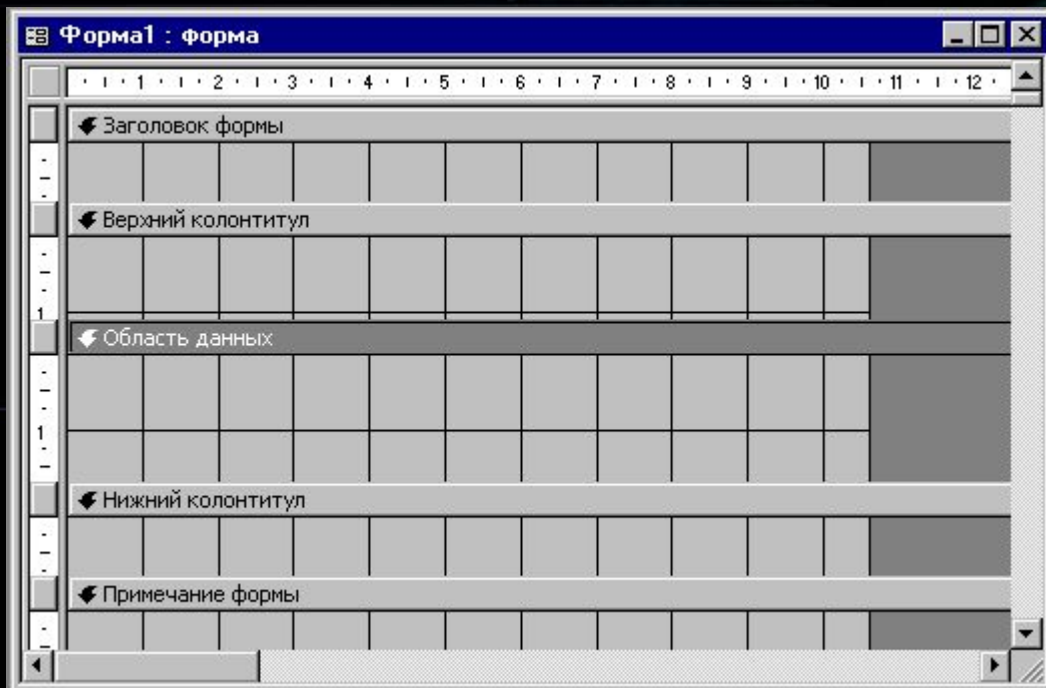 Форма1 : форма
1 2 3 4 5 6 7 8 9 10 11 12
Заголовок формы
Верхний колонтитул
1
Область данных
1
Нижний колонтитул
Примечание формы